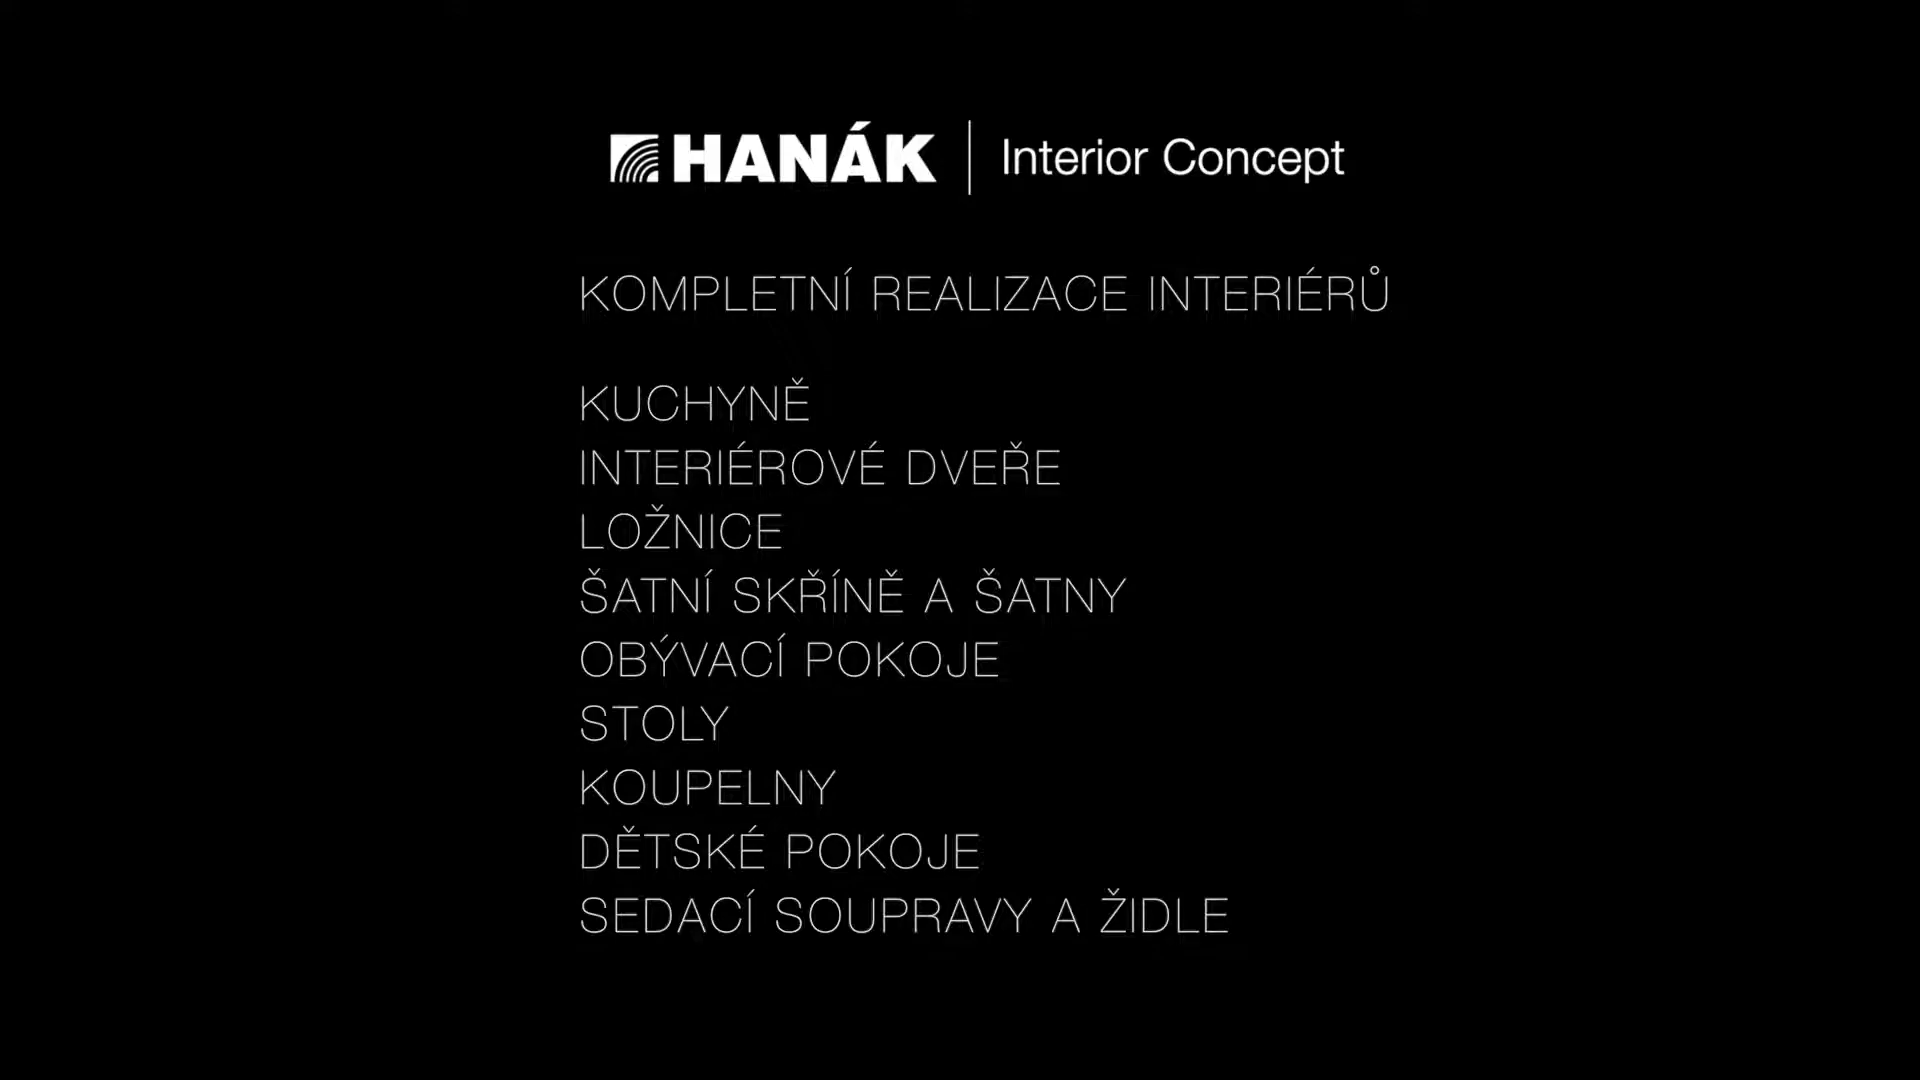 HANÁK | Interior Concept
KOMPLETNÍ REALIZACE INTERIÉRŮ
KUCHYNĚ
INTERIÉROVÉ DVEŘE
LOŽNICE
ŠATNÍ SKŘÍNĚ A ŠATNY
OBÝVACÍ POKOJE
STOLY
KOUPELNY
DĚTSKÉ POKOJE
SEDACÍ SOUPRAVY A ŽIDLE